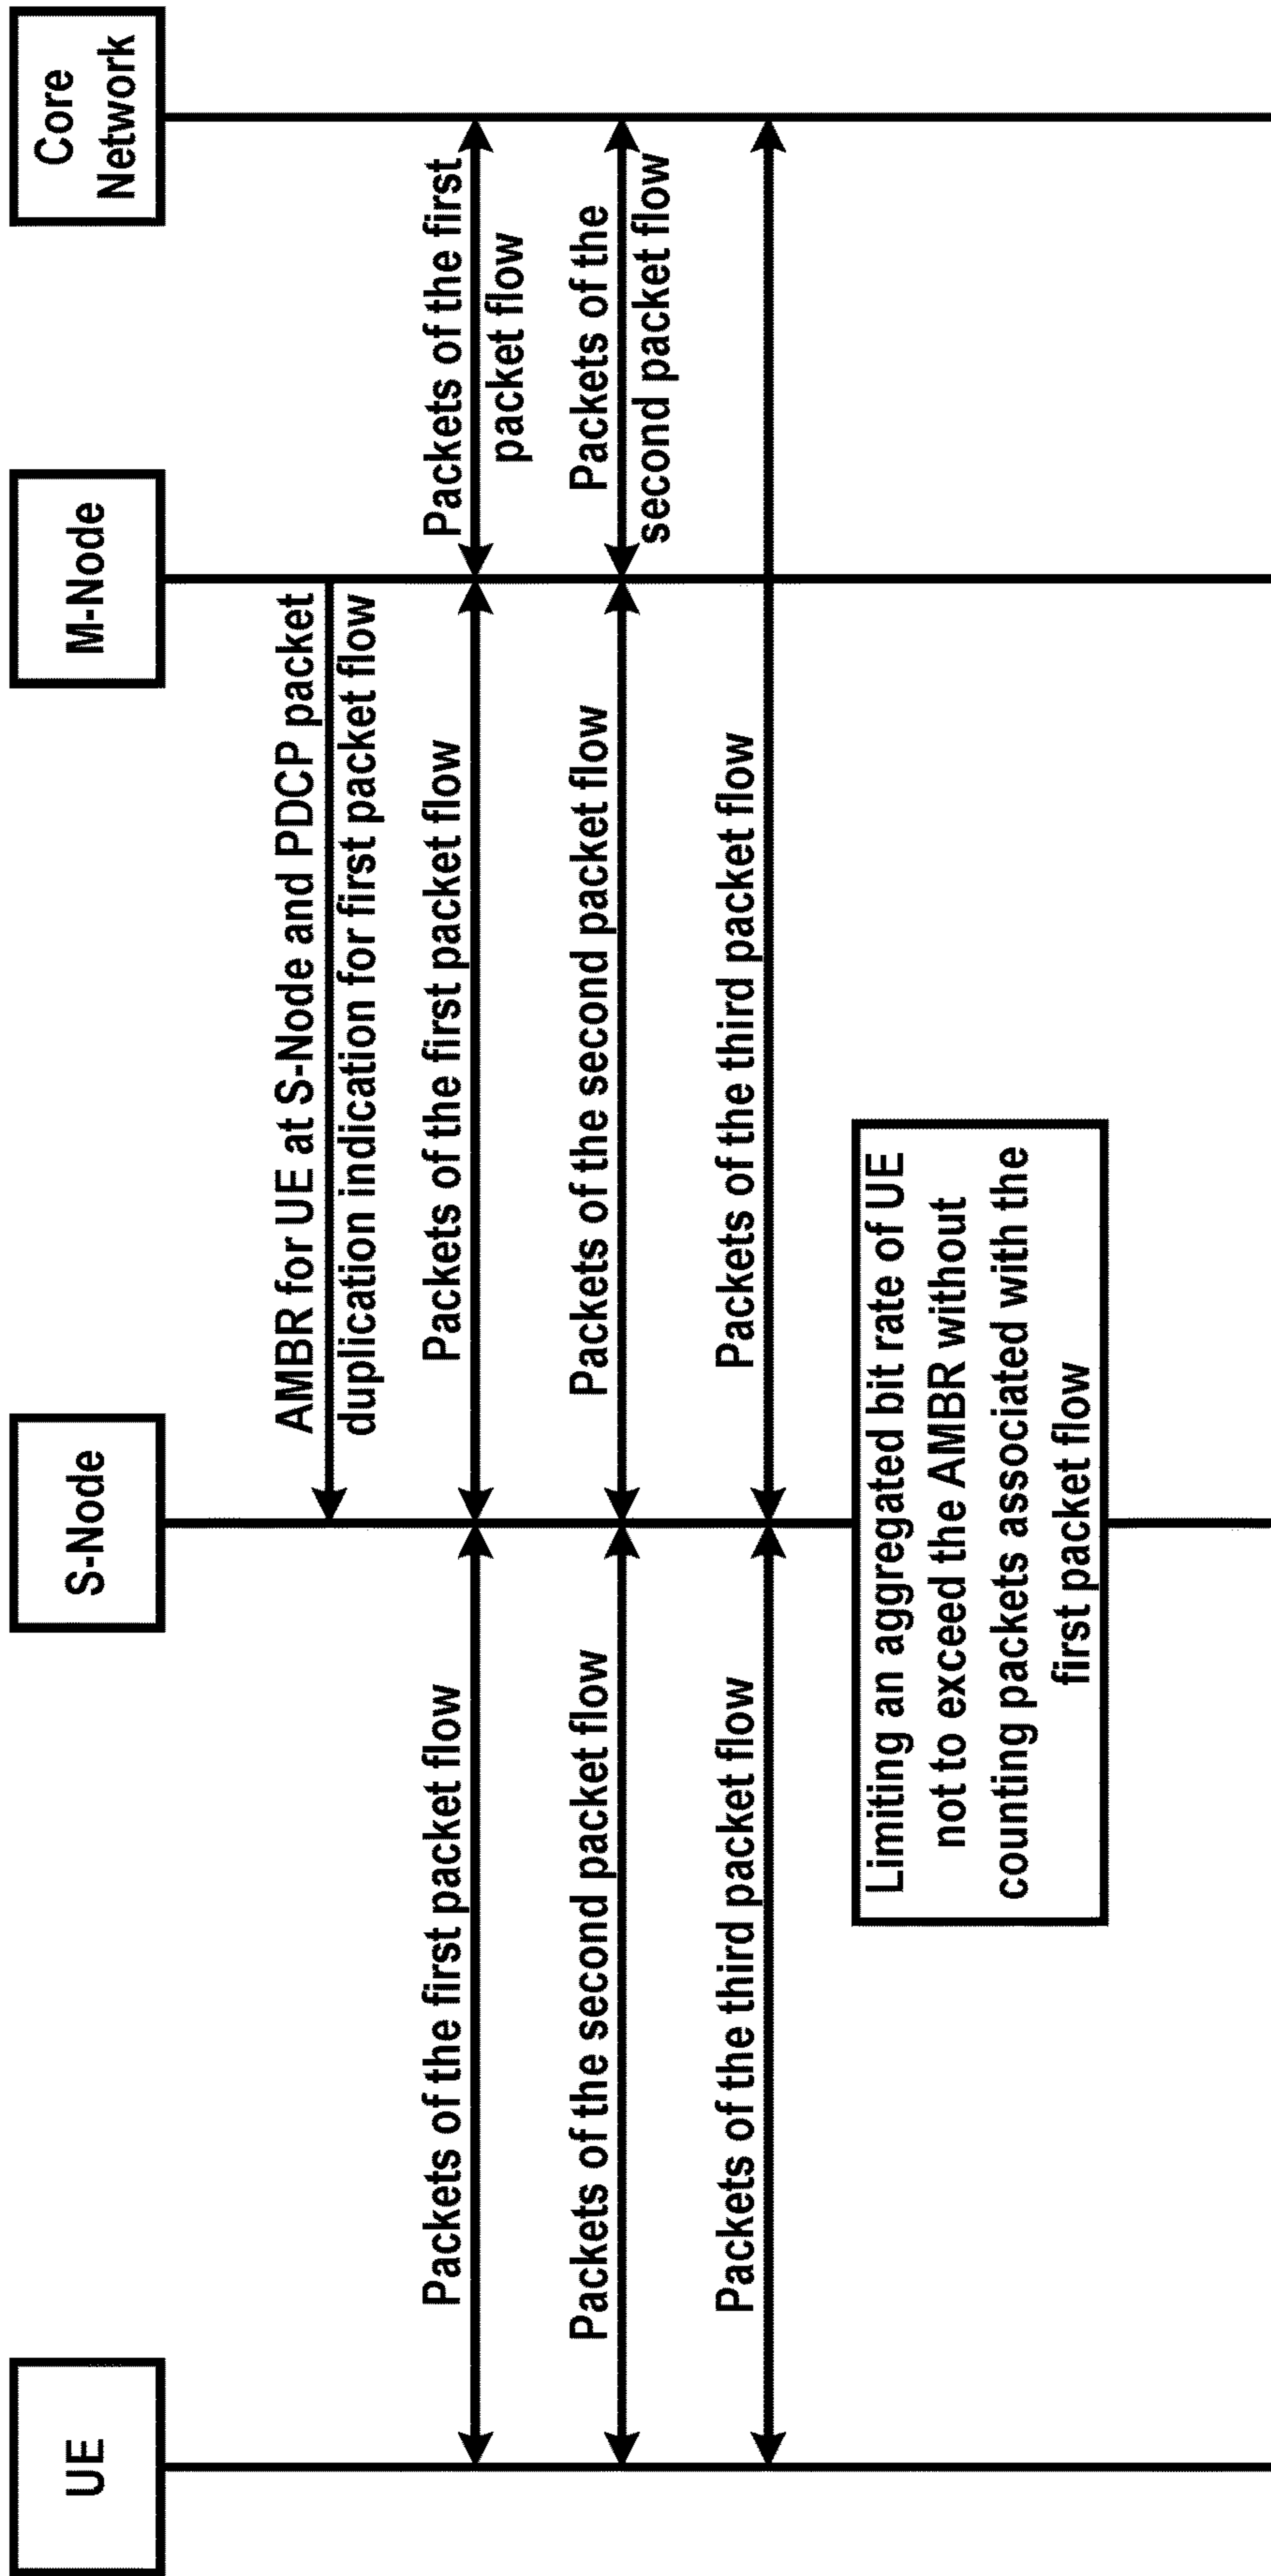 UE
S-Node
M-Node
Core
Network
AMBR for UE at S-Node and PDCP packet
duplication indication for first packet flow
Packets of the first packet flow
Packets of the first packet flow
Packets of the first
packet flow
Packets of the second packet flow
Packets of the second packet flow
Packets of the
second packet flow
Packets of the third packet flow
Packets of the third packet flow
Limiting an aggregated bit rate of UE
not to exceed the AMBR without
counting packets associated with the
first packet flow